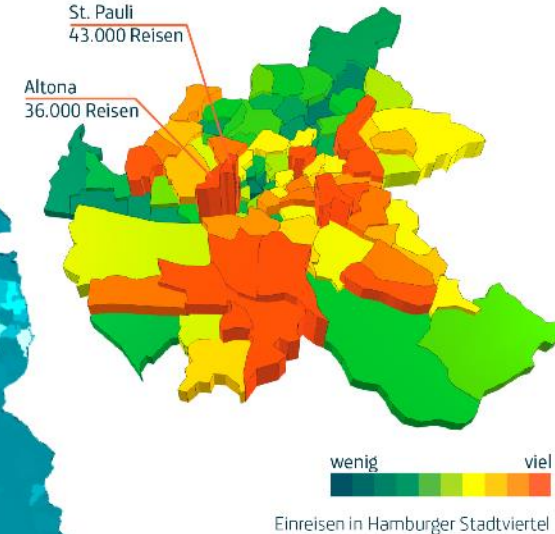 St. Pauli
43.000 Reisen
Altona
36.000 Reisen
wenig viel
Einreisen in Hamburger Stadtviertel